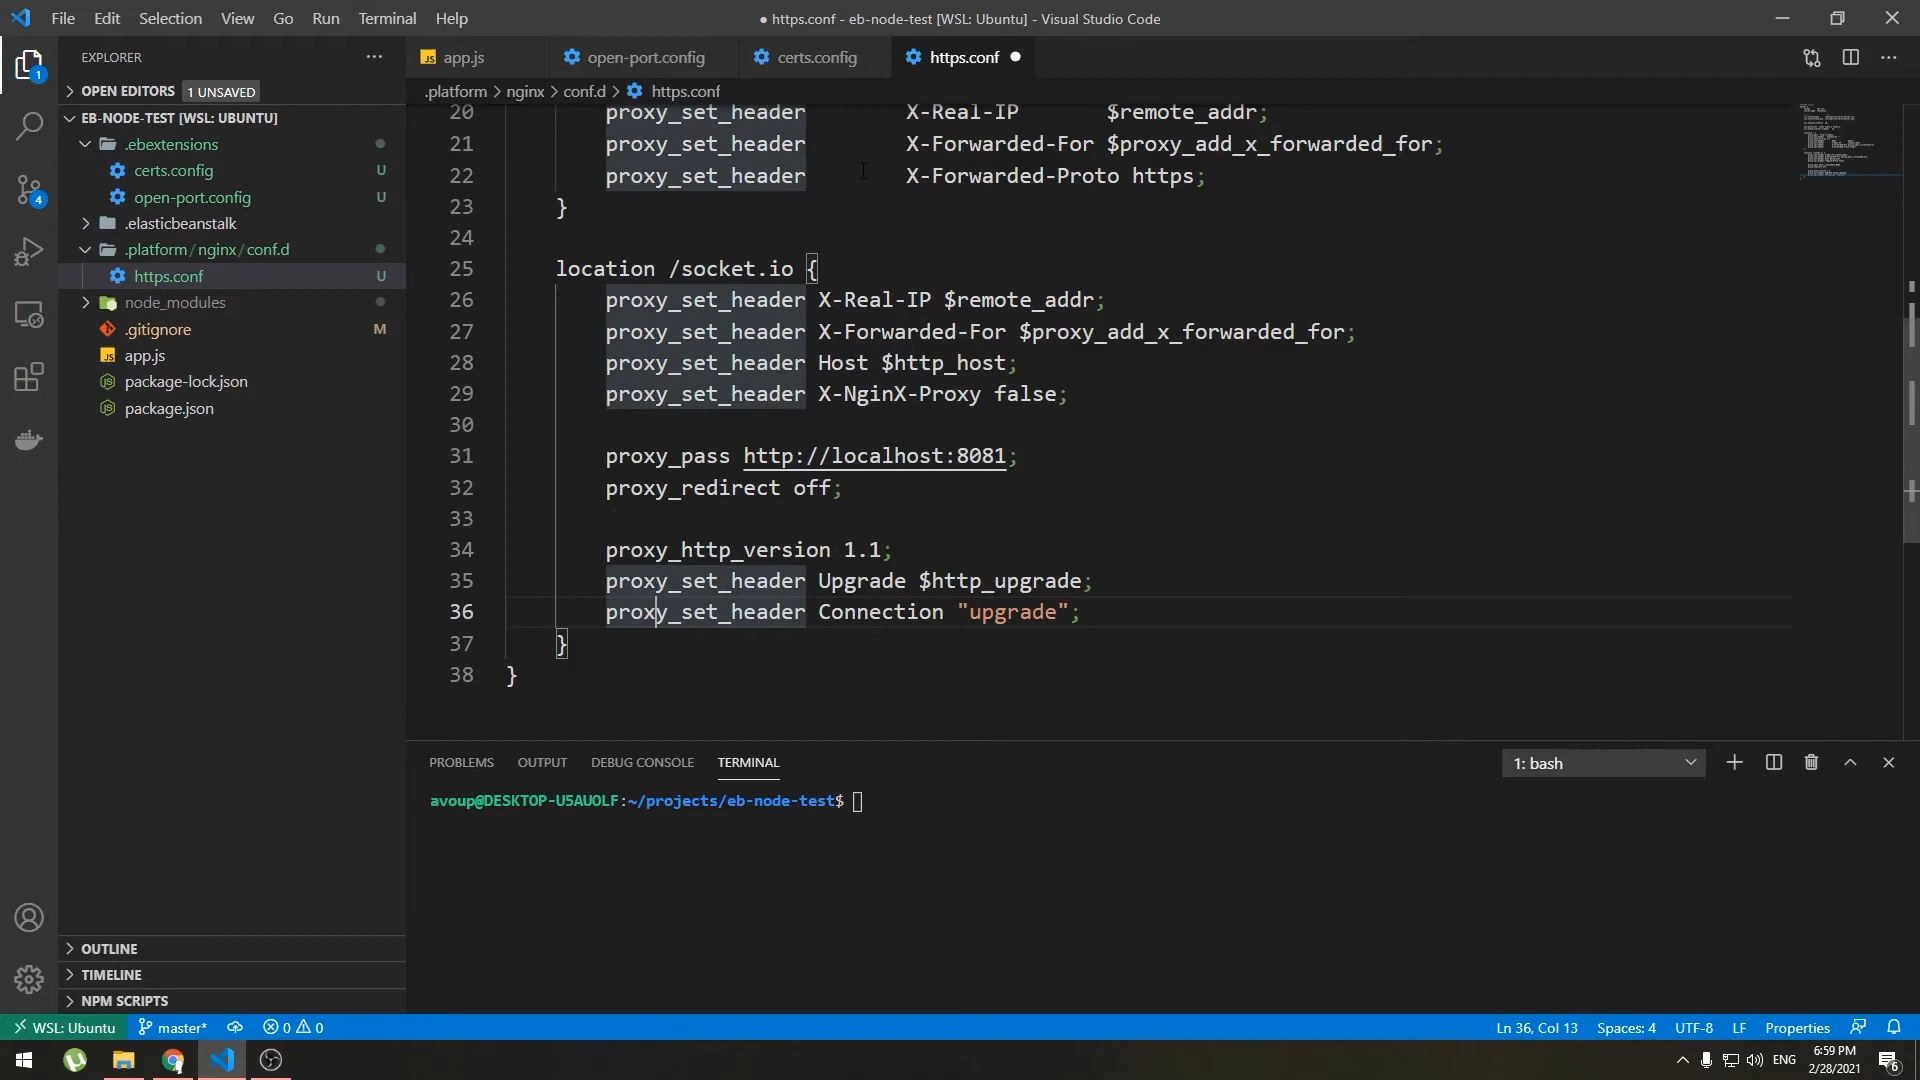 File Edit Selection View Go Run Terminal Help
● https.conf - eb-node-test [WSL: Ubuntu] - Visual Studio Code
EXPLORER
JS app.js
open-port.config
certs.config
https.conf ●
OPEN EDITORS 1 UNSAVED
.platform > nginx > conf.d > https.conf
EB-NODE-TEST [WSL: UBUNTU]
.ebextensions
certs.config U
open-port.config U
.elasticbeanstalk
.platform / nginx / conf.d
https.conf U
node_modules
.gitignore M
JS app.js
package-lock.json
package.json
OUTLINE
TIMELINE
NPM SCRIPTS
1
4
20 proxy_set_header X-Real-IP $remote_addr;
21 proxy_set_header X-Forwarded-For $proxy_add_x_forwarded_for;
22 proxy_set_header X-Forwarded-Proto https;
23 }
24
25 location /socket.io {
26 proxy_set_header X-Real-IP $remote_addr;
27 proxy_set_header X-Forwarded-For $proxy_add_x_forwarded_for;
28 proxy_set_header Host $http_host;
29 proxy_set_header X-NginX-Proxy false;
30
31 proxy_pass http://localhost:8081;
32 proxy_redirect off;
33
34 proxy_http_version 1.1;
35 proxy_set_header Upgrade $http_upgrade;
36 proxy_set_header Connection "upgrade";
37 }
38 }
PROBLEMS OUTPUT DEBUG CONSOLE TERMINAL
1: bash
avoup@DESKTOP-U5AUOLF:~/projects/eb-node-test$
WSL: Ubuntu master* 0 0
Ln 36, Col 13 Spaces: 4 UTF-8 LF Properties
ENG
6:59 PM
2/28/2021
6